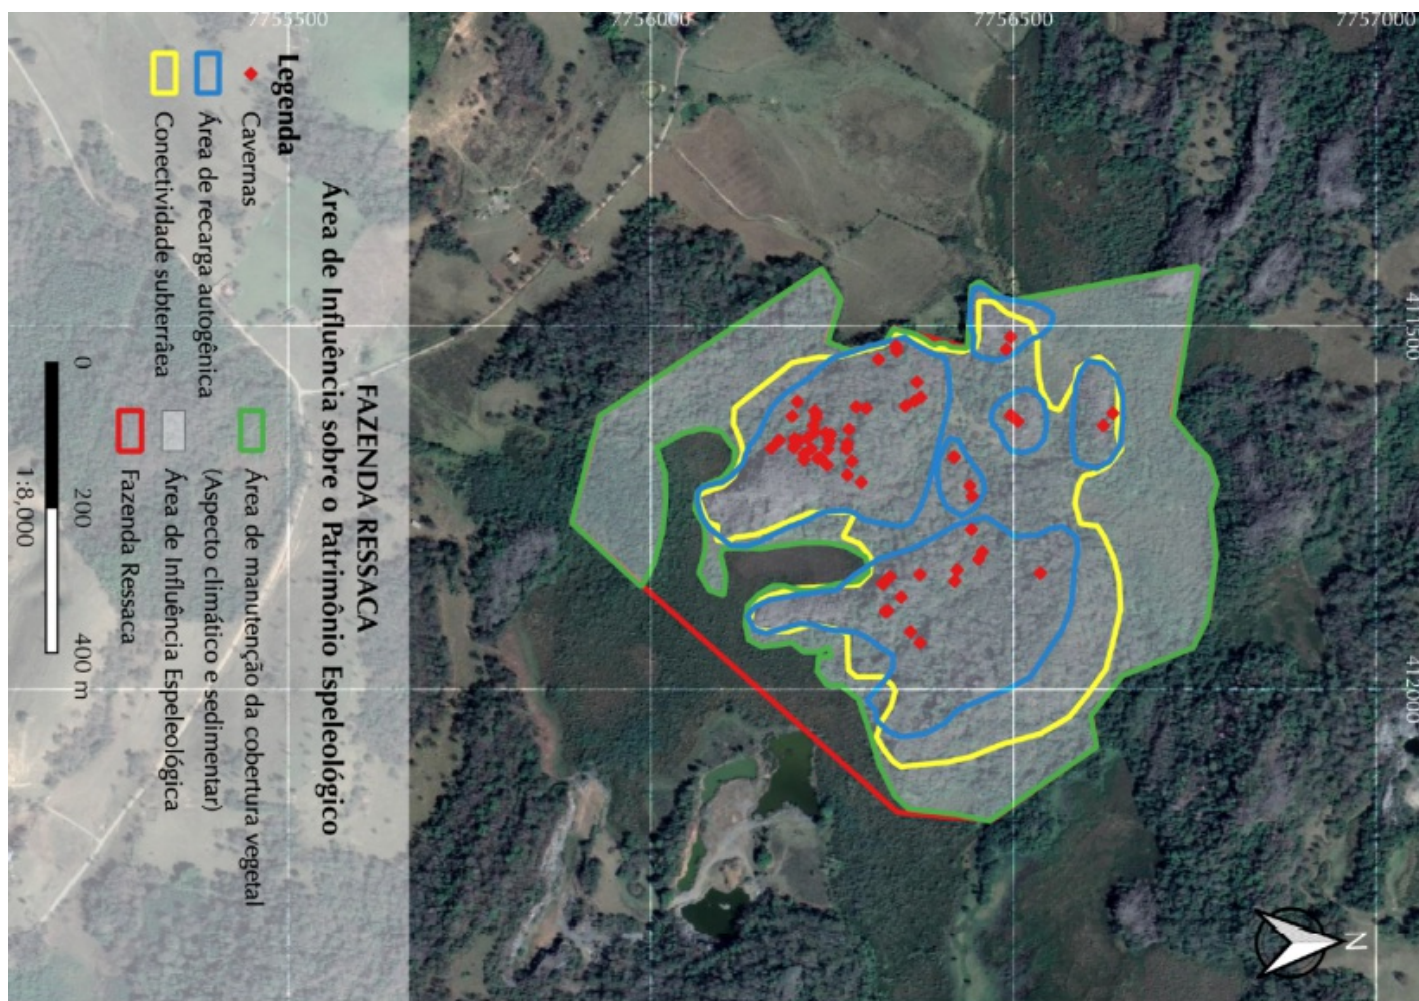 FAZENDA RESSACA
Área de Influência sobre o Patrimônio Espeleológico
Legenda
Cavernas
Área de recarga autogênica
Conectividade subterrâea
Área de manutenção da cobertura vegetal
(Aspecto climático e sedimentar)
Área de Influência Espeleológica
Fazenda Ressaca
0 200 400 m
1:8,000
7755500
7756000
7756500
7757000
411500
412000
N